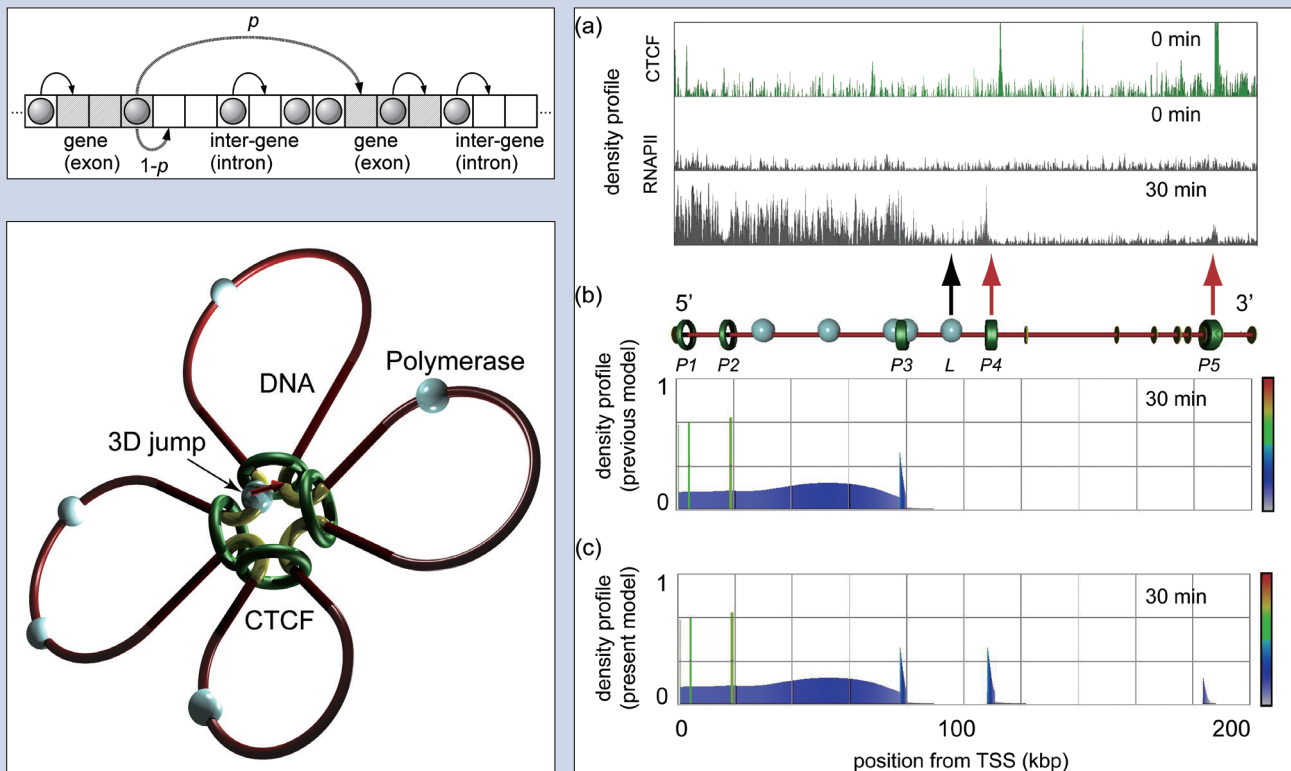 p
... ...
gene inter-gene gene inter-gene
(exon) 1-p (intron) (exon) (intron)
DNA
Polymerase
3D jump
CTCF
(a)
density profile
CTCF
0 min
RNAPII
0 min
30 min
(b)
5’ 3’
P1 P2 P3 L P4 P5
density profile
(previous model)
1
0
30 min
(c)
density profile
(present model)
1
0
30 min
0 100 200
position from TSS (kbp)